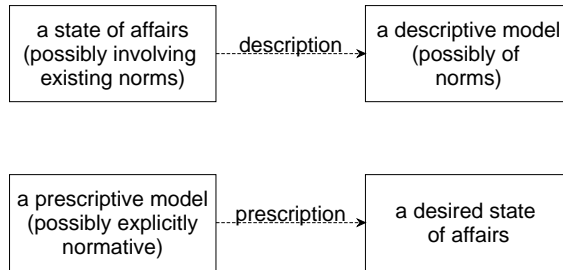 a state of affairs
(possibly involving
existing norms)
description
a descriptive model
(possibly of
norms)
a prescriptive model
(possibly explicitly
normative)
prescription
a desired state
of affairs